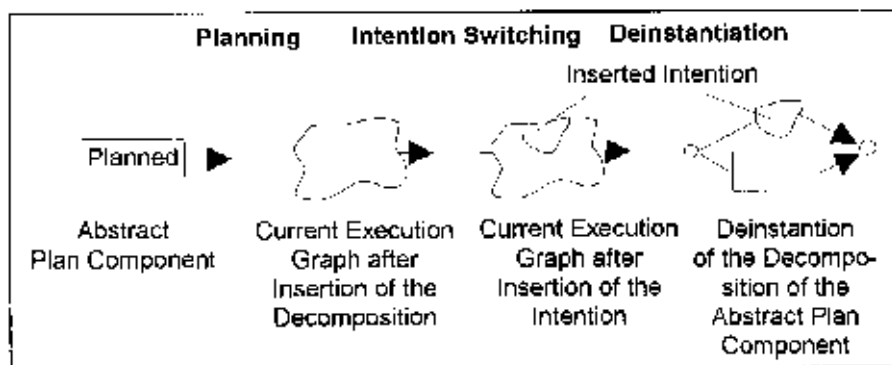 Planning Intention Switching Deinstantiation
Inserted Intention
Planned
Abstract
Plan Component
Current Execution
Graph after
Insertion of the
Decomposition
Current Execution
Graph after
Insertion of the
Intention
Deinstantion
of the Decompo-
sition of the
Abstract Plan
Component